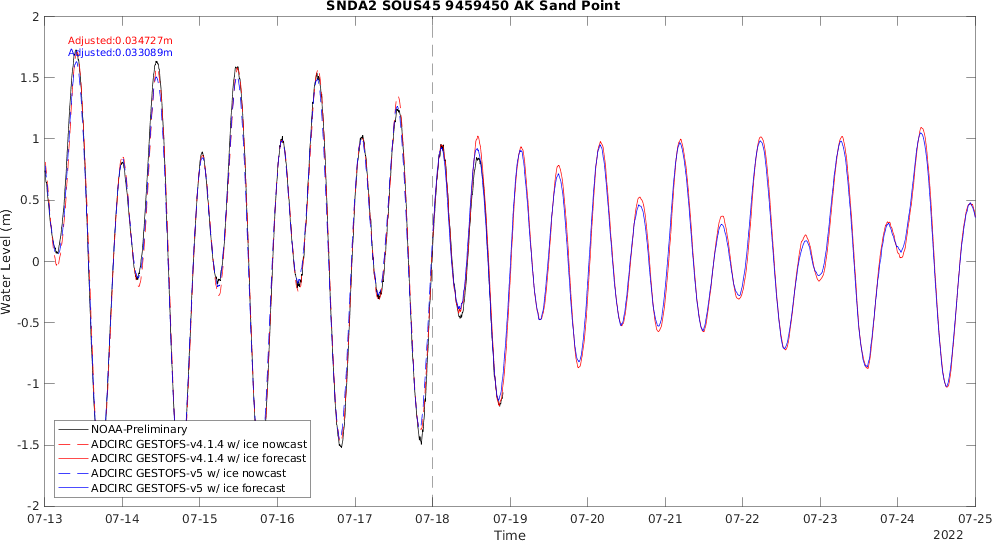 SNDA2 SOUS45 9459450 AK Sand Point
Adjusted:0.034727m
Adjusted:0.033089m
Water Level (m)
2
1.5
1
0.5
0
-0.5
-1
-1.5
-2
NOAA-Preliminary
ADCIRC GESTOFS-v4.1.4 w/ ice nowcast
ADCIRC GESTOFS-v4.1.4 w/ ice forecast
ADCIRC GESTOFS-v5 w/ ice nowcast
ADCIRC GESTOFS-v5 w/ ice forecast
07-13 07-14 07-15 07-16 07-17 07-18 07-19 07-20 07-21 07-22 07-23 07-24 07-25
Time
2022